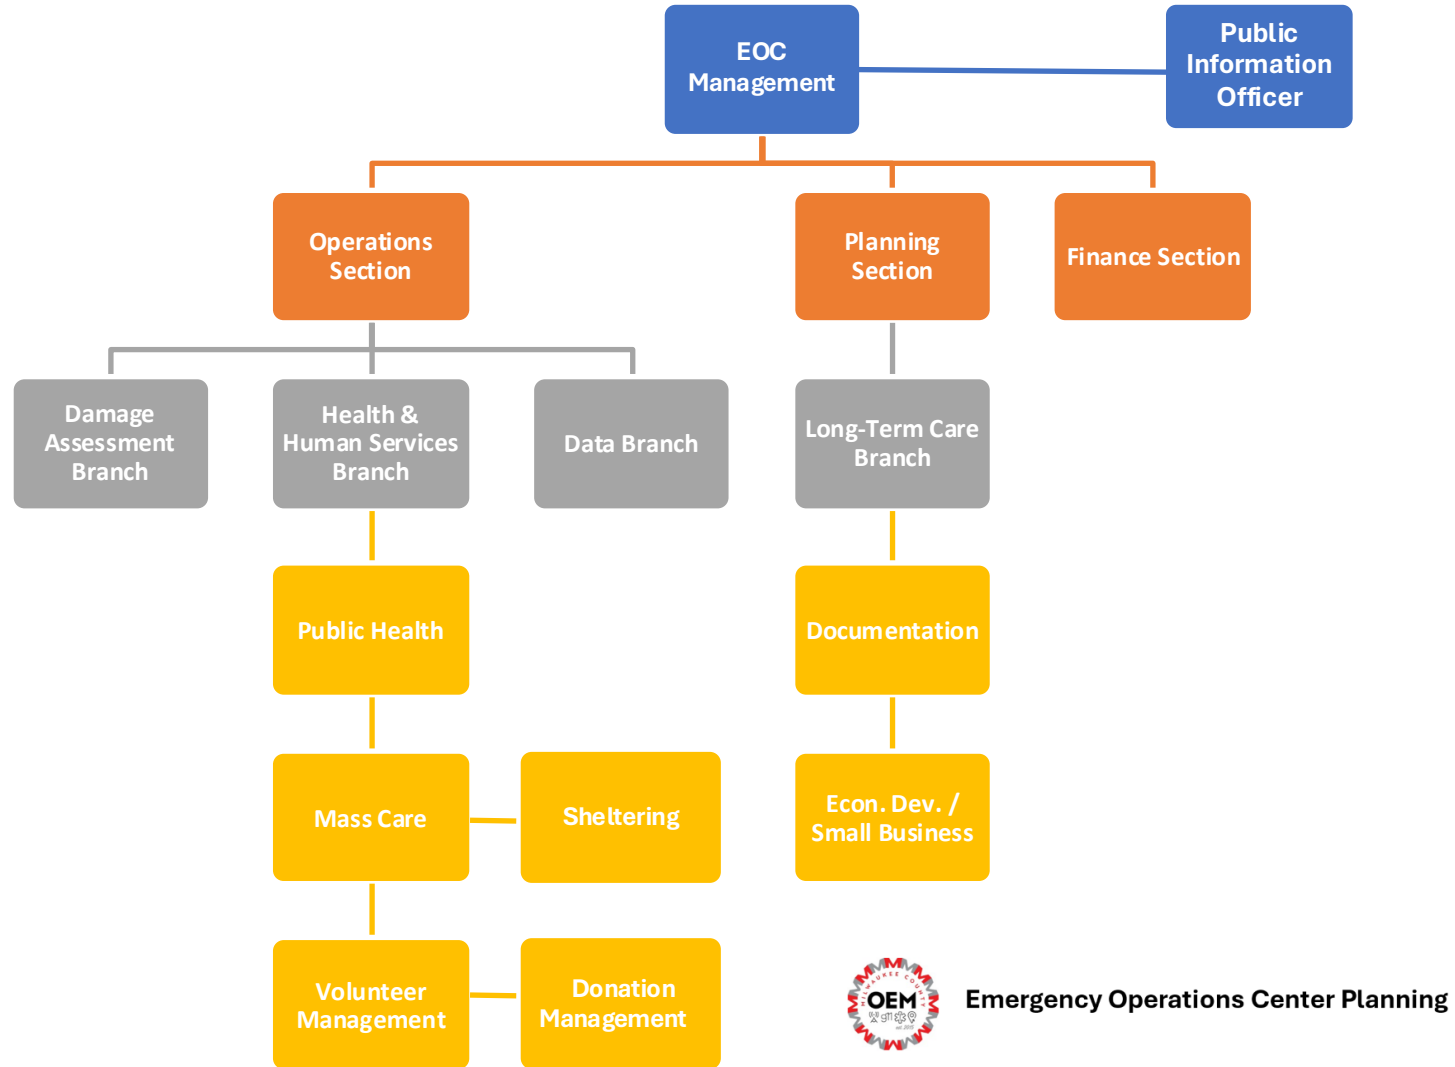 EOC
Management
Public
Information
Officer
Operations
Section
Planning
Section
Finance Section
Damage
Assessment
Branch
Health &
Human Services
Branch
Data Branch
Long-Term Care
Branch
Public Health
Documentation
Mass Care
Sheltering
Econ. Dev. /
Small Business
Volunteer
Management
Donation
Management
MILWAUKEE COUNTY
OEM
Emergency Operations Center Planning